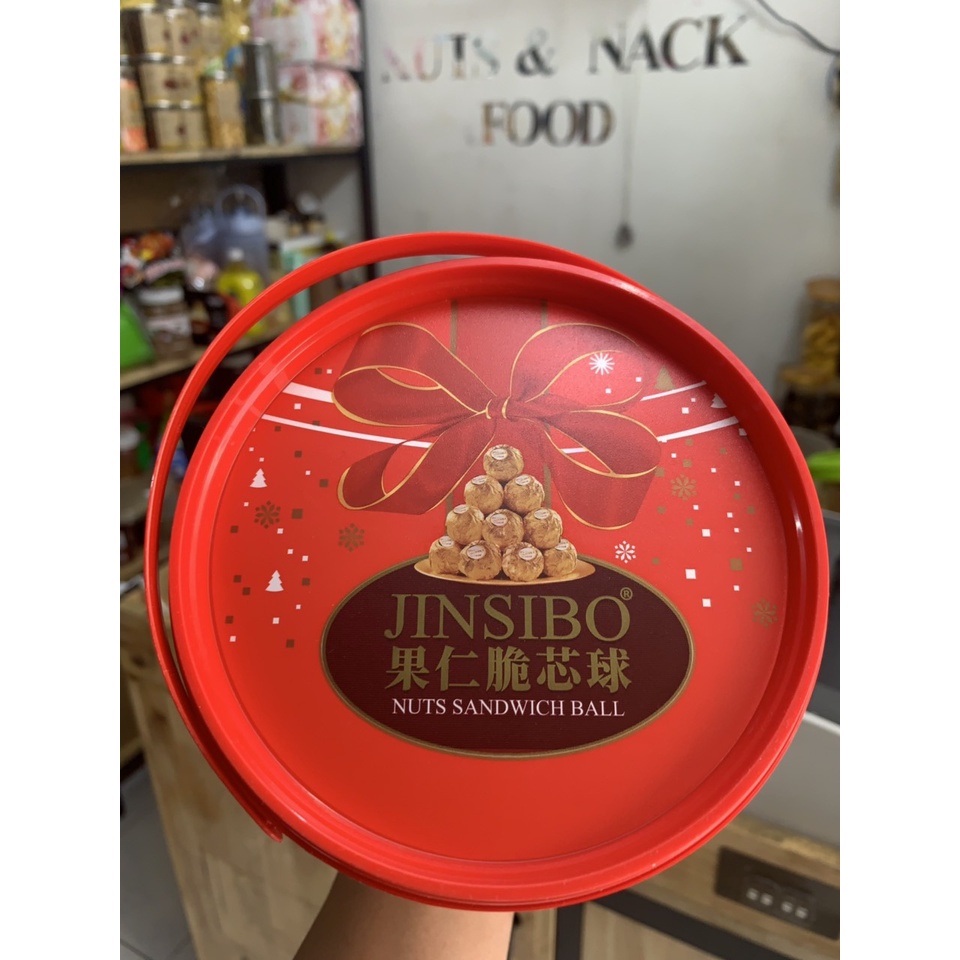 NUTS & NACK
FOOD
JINSIBO®
果仁脆芯球
NUTS SANDWICH BALL